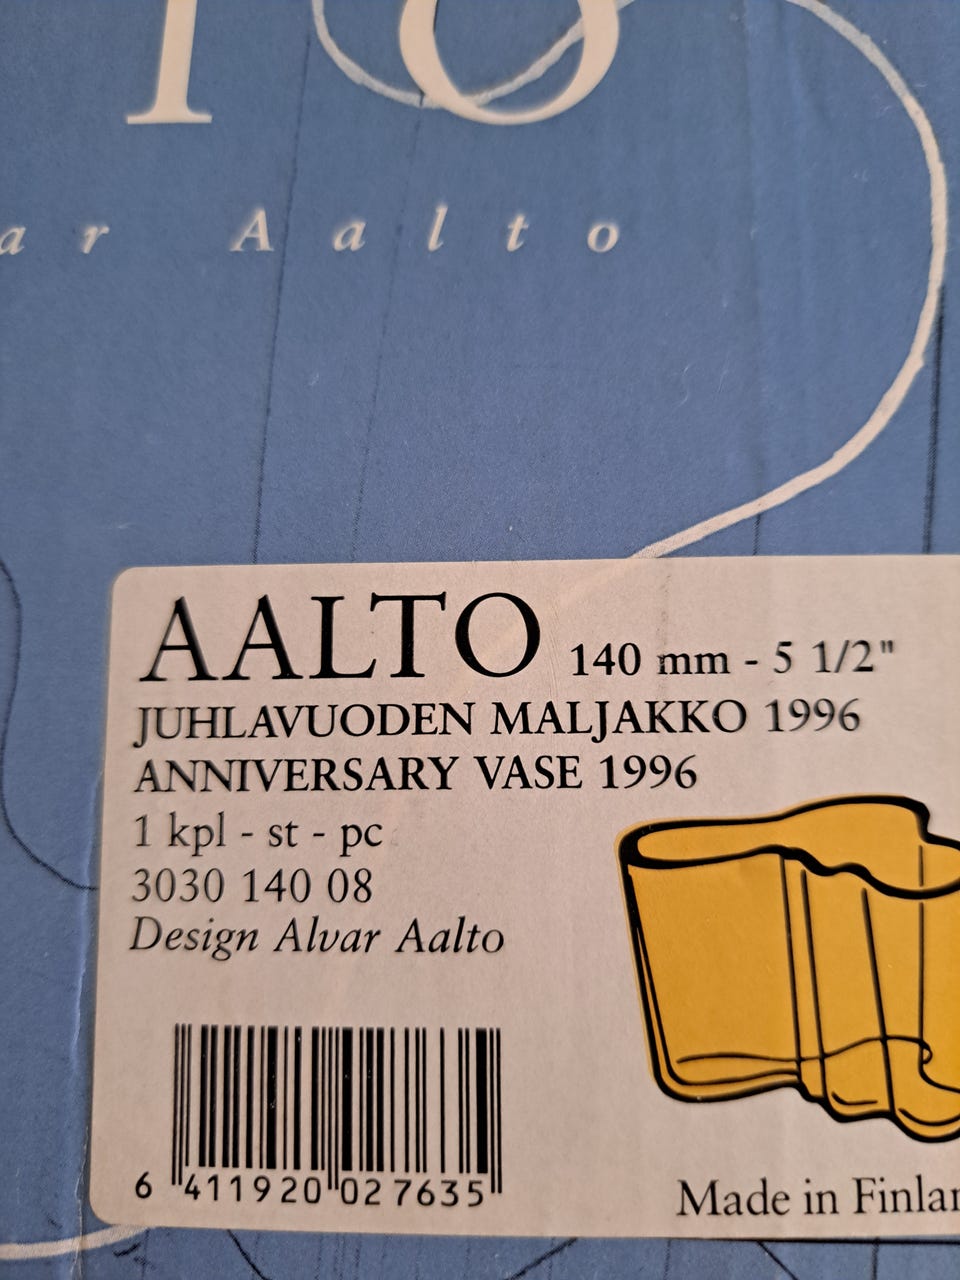 TO
ar Aalto
AALTO 140 mm - 5 1/2"
JUHLAVUODEN MALJAKKO 1996
ANNIVERSARY VASE 1996
1 kpl - st - pc
3030 140 08
Design Alvar Aalto
6 411920 027635
Made in Finlan